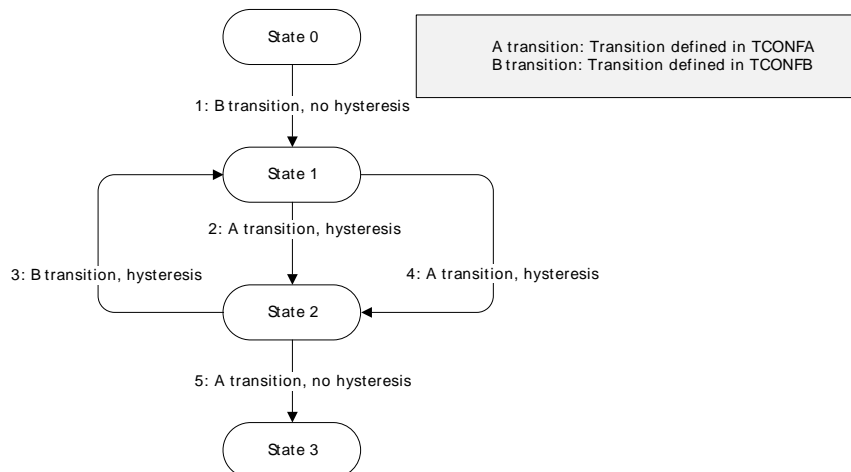 State 0
A transition: Transition defined in TCONFA
B transition: Transition defined in TCONFB
1: B transition, no hysteresis
State 1
2: A transition, hysteresis
3: B transition, hysteresis
4: A transition, hysteresis
State 2
5: A transition, no hysteresis
State 3